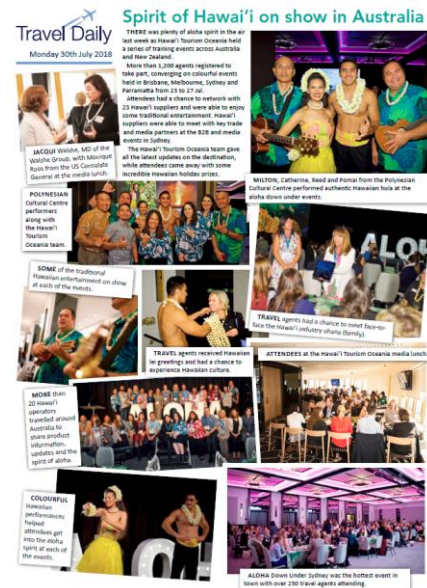 Travel Daily
Monday 30th July 2018
Spirit of Hawai'i on show in Australia
THERE was plenty of aloha spirit in the air
last week as Hawai'i Tourism Oceania held
a series of training events across Australia
and New Zealand.
More than 1,200 agents registered to
take part, converging on colourful events
held in Brisbane, Melbourne, Sydney and
Parramatta from 23 to 27 Jul.
Attendees had a chance to network with
23 Hawai'i suppliers and were able to enjoy
some traditional entertainment. Hawai'i
suppliers were able to meet with key trade
and media partners at the B2B and media
events in Sydney.
The Hawai'i Tourism Oceania team gave
all the latest updates on the destination,
while attendees came away with some
incredible Hawaiian holiday prizes.
JACQUI Walshe, MD of the
Walshe Group, with Monique
Roos from the US Consulate
General at the media lunch.
MILTON, Catherine, Reed and Pomai from the Polynesian
Cultural Centre performed authentic Hawaiian hula at the
aloha down under events.
POLYNESIAN
Cultural Centre
performers
along with
the Hawai'i
Tourism
Oceania team.
ALO
SOME of the traditional
Hawaiian entertainment on show
at each of the events.
TRAVEL agents had a chance to meet face-to-
face the Hawai'i industry ohana (family).
TRAVEL agents received Hawaiian
lei greetings and had a chance to
experience Hawaiian culture.
ATTENDEES at the Hawai'i Tourism Oceania media lunch
MORE than
20 Hawai'i
operators
travelled around
Australia to
share product
information,
updates and the
spirit of aloha.
COLOURFUL
Hawaiian
performances
helped
attendees get
into the aloha
spirit at each of
the events.
ALOHA Down Under Sydney was the hottest event in
town with over 250 travel agents attending.